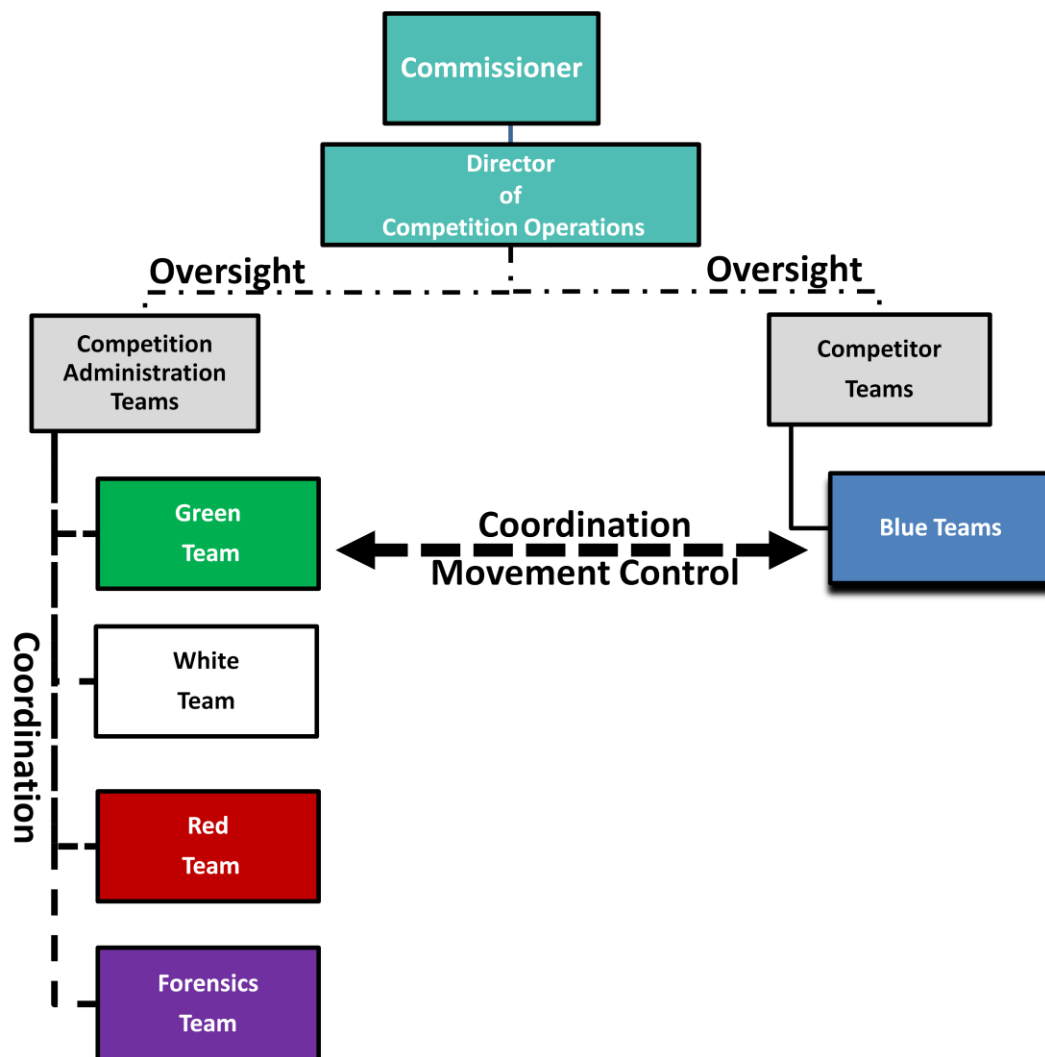 Commissioner
Director
of
Competition Operations
Oversight
Oversight
Competition
Administration
Teams
Competitor
Teams
Green
Team
Coordination
Movement Control
Blue Teams
White
Team
Coordination
Red
Team
Forensics
Team